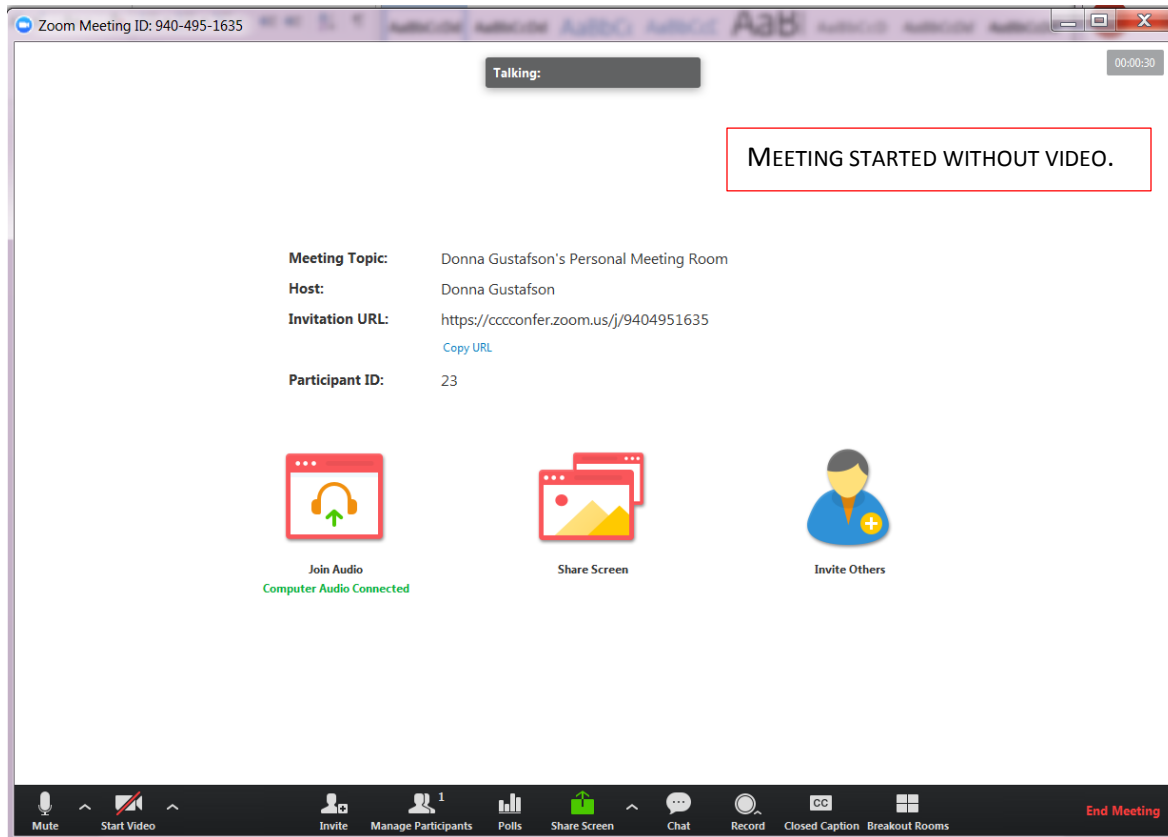 Zoom Meeting ID: 940-495-1635
Talking:
00:00:30
MEETING STARTED WITHOUT VIDEO.
Meeting Topic: Donna Gustafson's Personal Meeting Room
Host: Donna Gustafson
Invitation URL: https://cccconfer.zoom.us/j/9404951635
Copy URL
Participant ID: 23
Join Audio Share Screen Invite Others
Computer Audio Connected
1
CC
Mute Start Video Invite Manage Participants Polls Share Screen Chat Record Closed Caption Breakout Rooms End Meeting